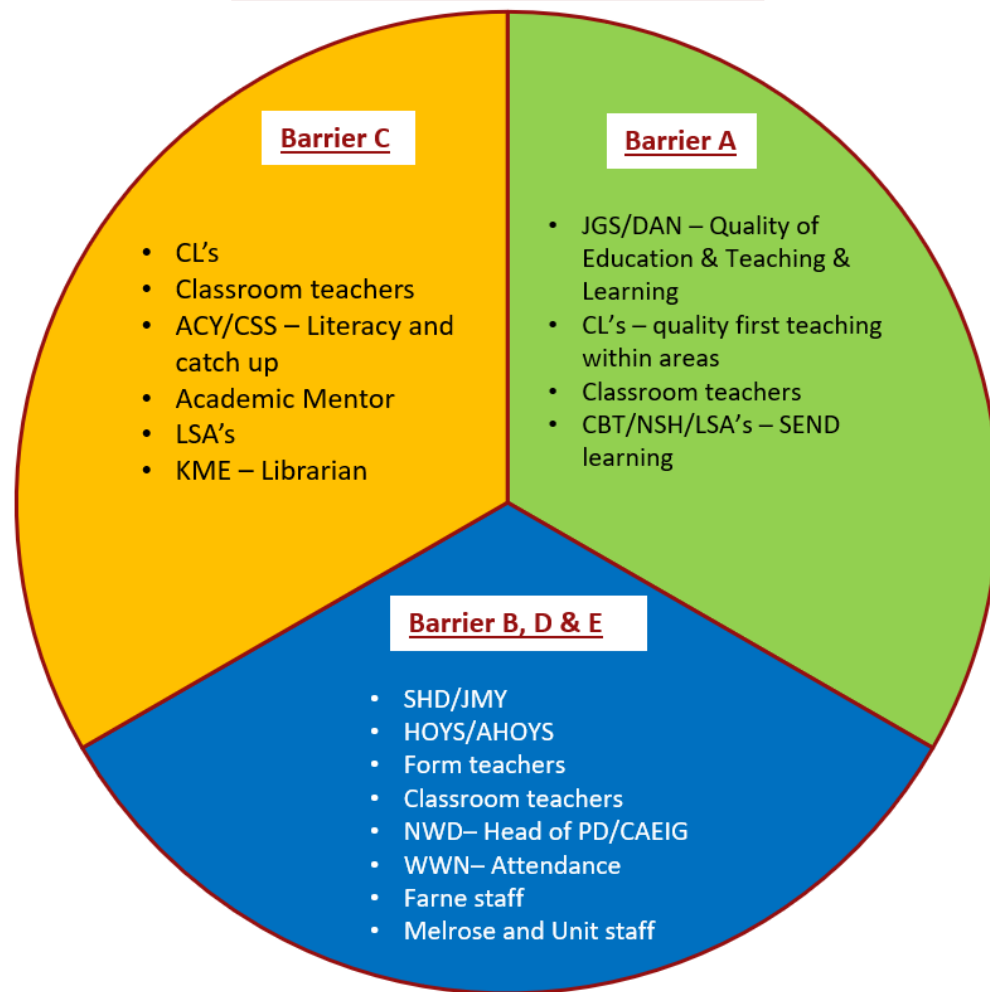 Barrier C
• CL's
• Classroom teachers
• ACY/CSS – Literacy and
catch up
• Academic Mentor
• LSA's
• KME – Librarian
Barrier A
• JGS/DAN – Quality of
Education & Teaching &
Learning
• CL's – quality first teaching
within areas
• Classroom teachers
• CBT/NSH/LSA's – SEND
learning
Barrier B, D & E
• SHD/JMY
• HOYS/AHOYS
• Form teachers
• Classroom teachers
• NWD– Head of PD/CAEIG
• WWN– Attendance
• Farne staff
• Melrose and Unit staff